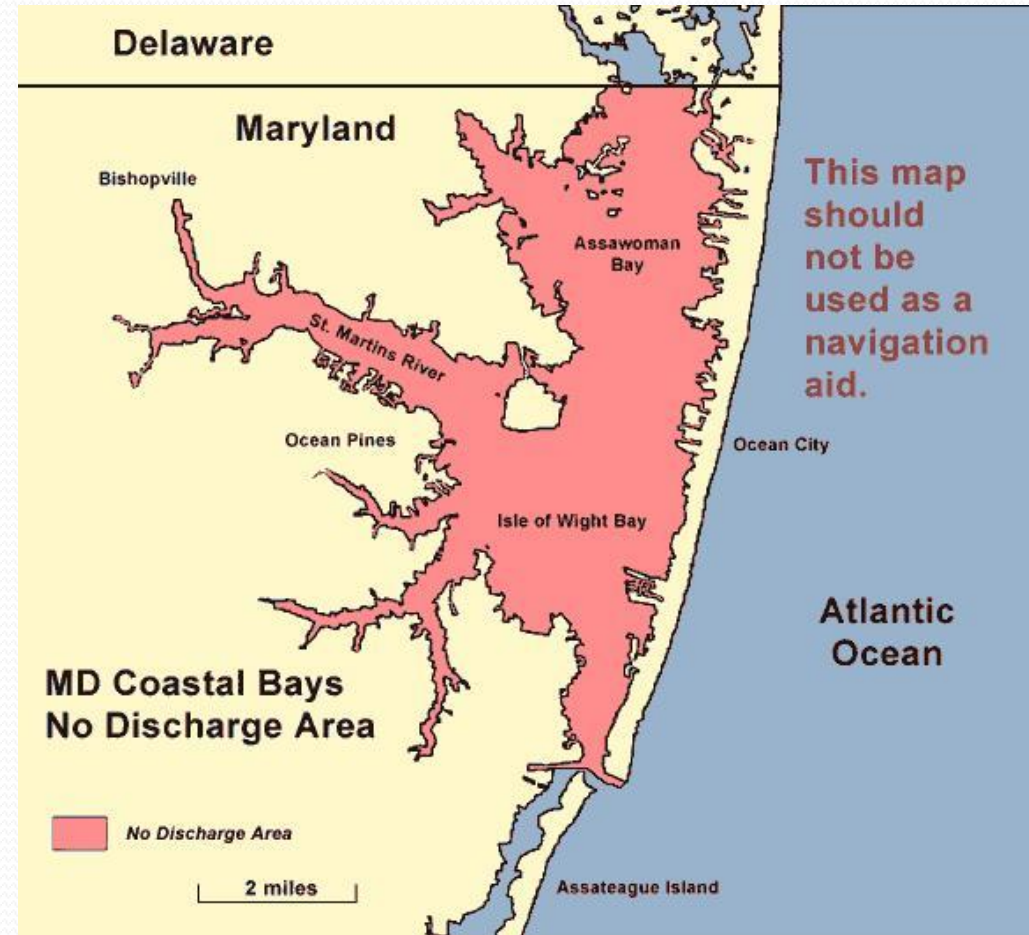 Delaware
Maryland
Bishopville
This map
should
not be
used as a
navigation
aid.
Assawoman
Bay
St. Martins River
Ocean Pines
Ocean City
Isle of Wight Bay
Atlantic
Ocean
MD Coastal Bays
No Discharge Area
No Discharge Area
2 miles
Assateague Island